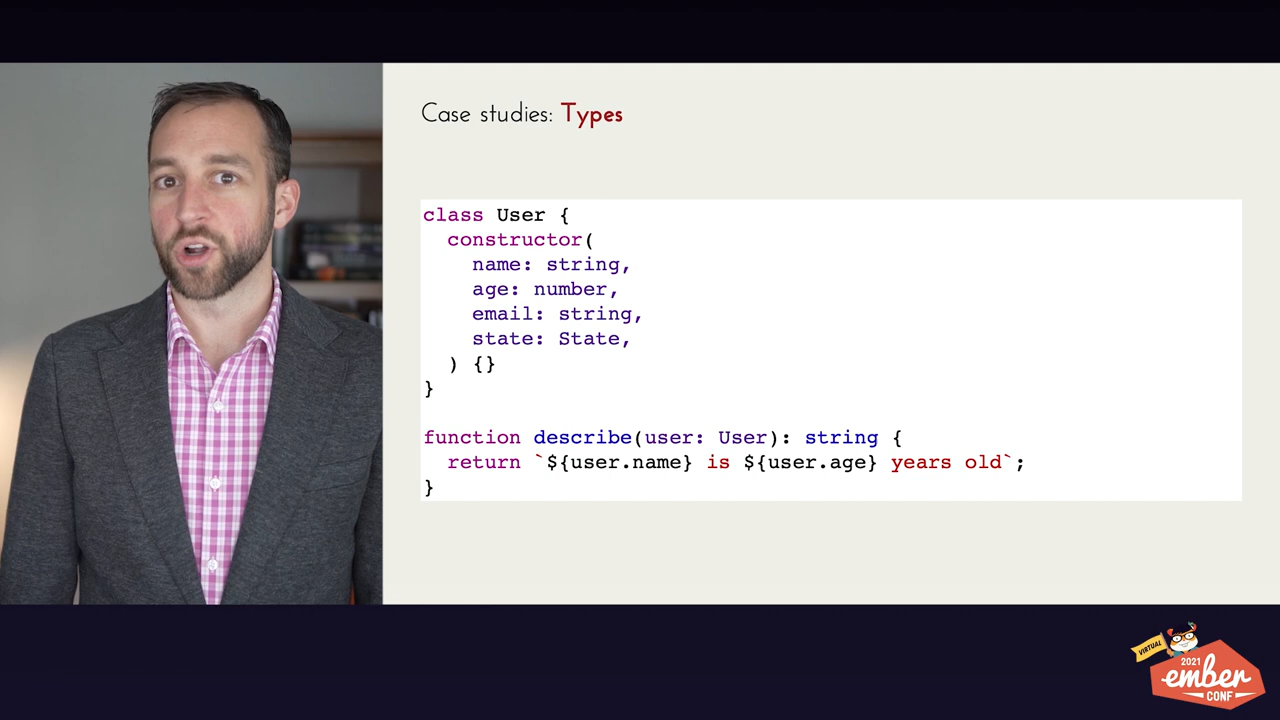 Case studies: Types
class User {
  constructor(
    name: string,
    age: number,
    email: string,
    state: State,
  ) {}
}
function describe(user: User): string {
  return `${user.name} is ${user.age} years old`;
}
VIRTUAL
2021
ember
CONF